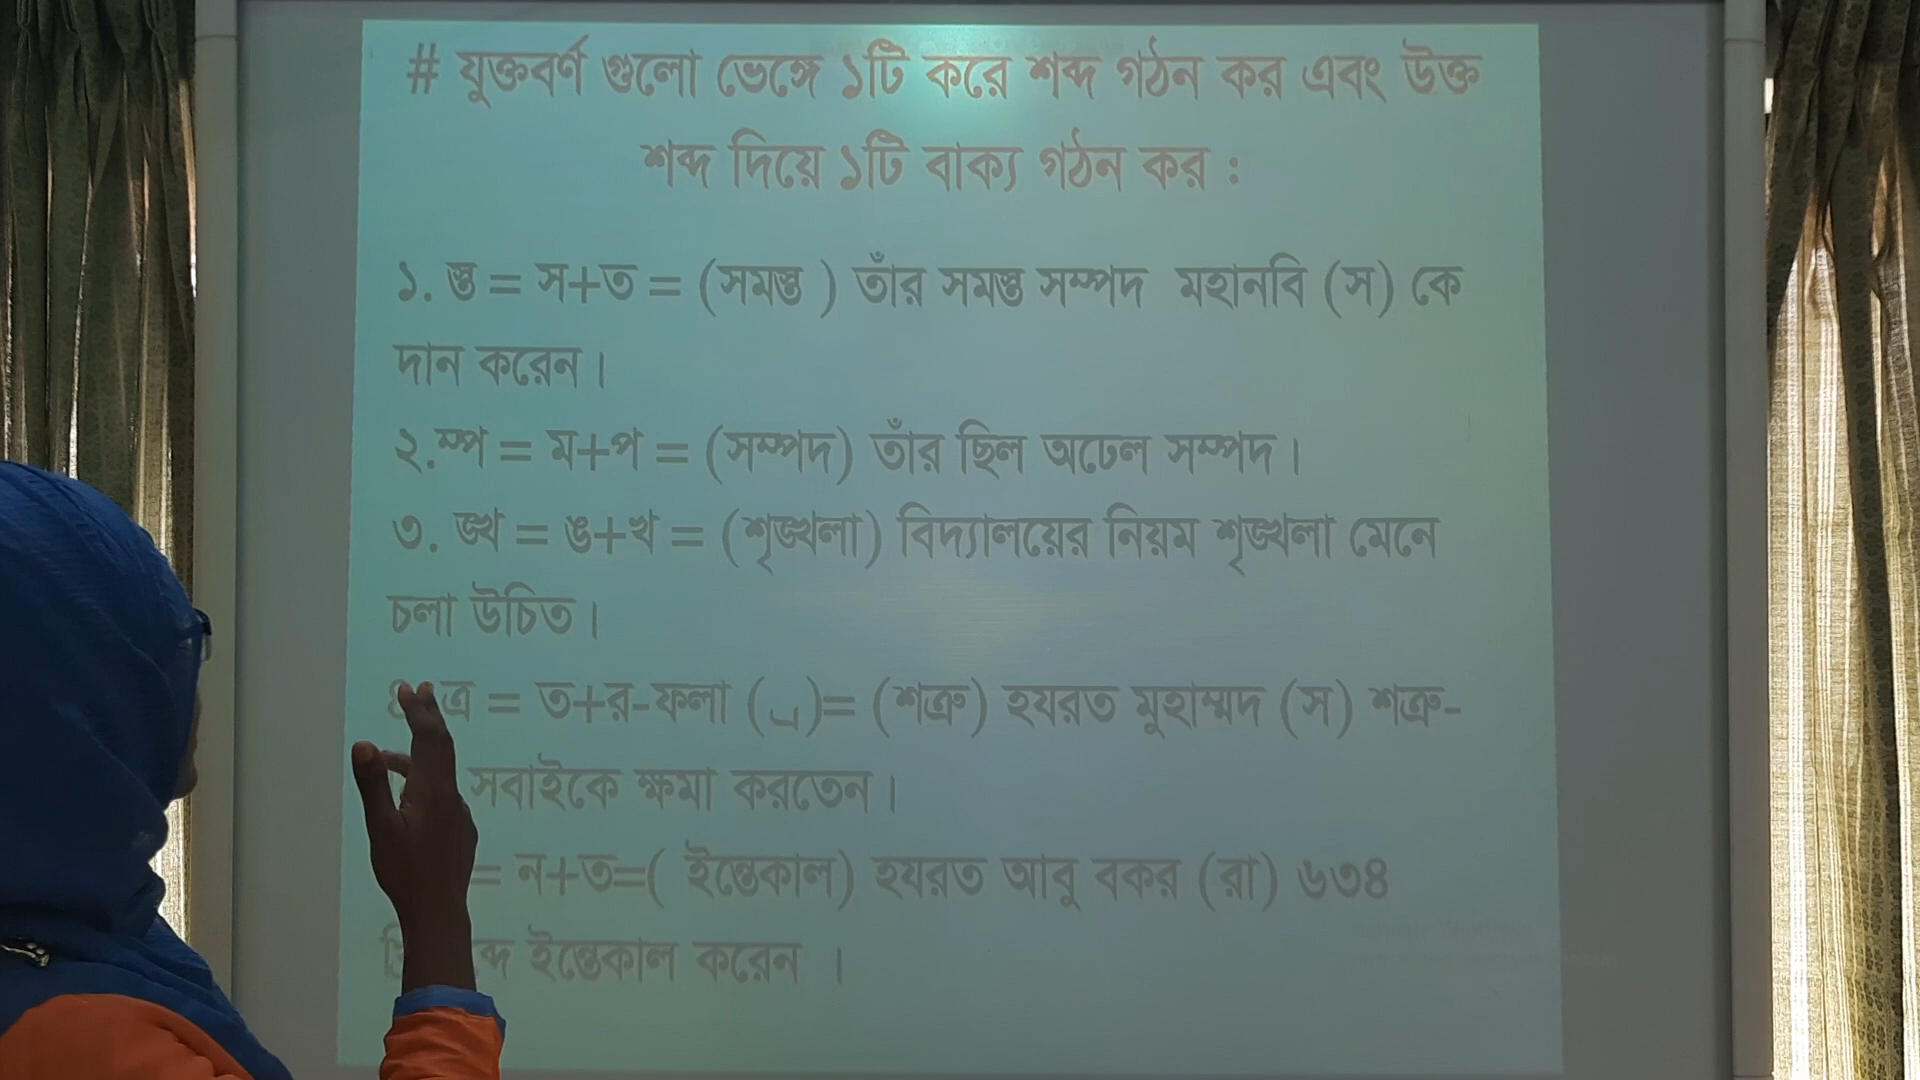 # যুক্তবর্ণ গুলো ভেঙ্গে ১টি করে শব্দ গঠন কর এবং উক্ত
শব্দ দিয়ে ১টি বাক্য গঠন কর :
১. স্ত = স+ত = (সমস্ত ) তাঁর সমস্ত সম্পদ মহানবি (স) কে
দান করেন।
২.ম্প = ম+প = (সম্পদ) তাঁর ছিল অঢেল সম্পদ।
৩. ঙ্খ = ঙ+খ = (শৃঙ্খলা) বিদ্যালয়ের নিয়ম শৃঙ্খলা মেনে
চলা উচিত।
ত্র = ত+র-ফলা (্র)= (শত্রু) হযরত মুহাম্মদ (স) শত্রু-
সবাইকে ক্ষমা করতেন।
= ন+ত=( ইন্তেকাল) হযরত আবু বকর (রা) ৬৩৪
ইন্তেকাল করেন ।